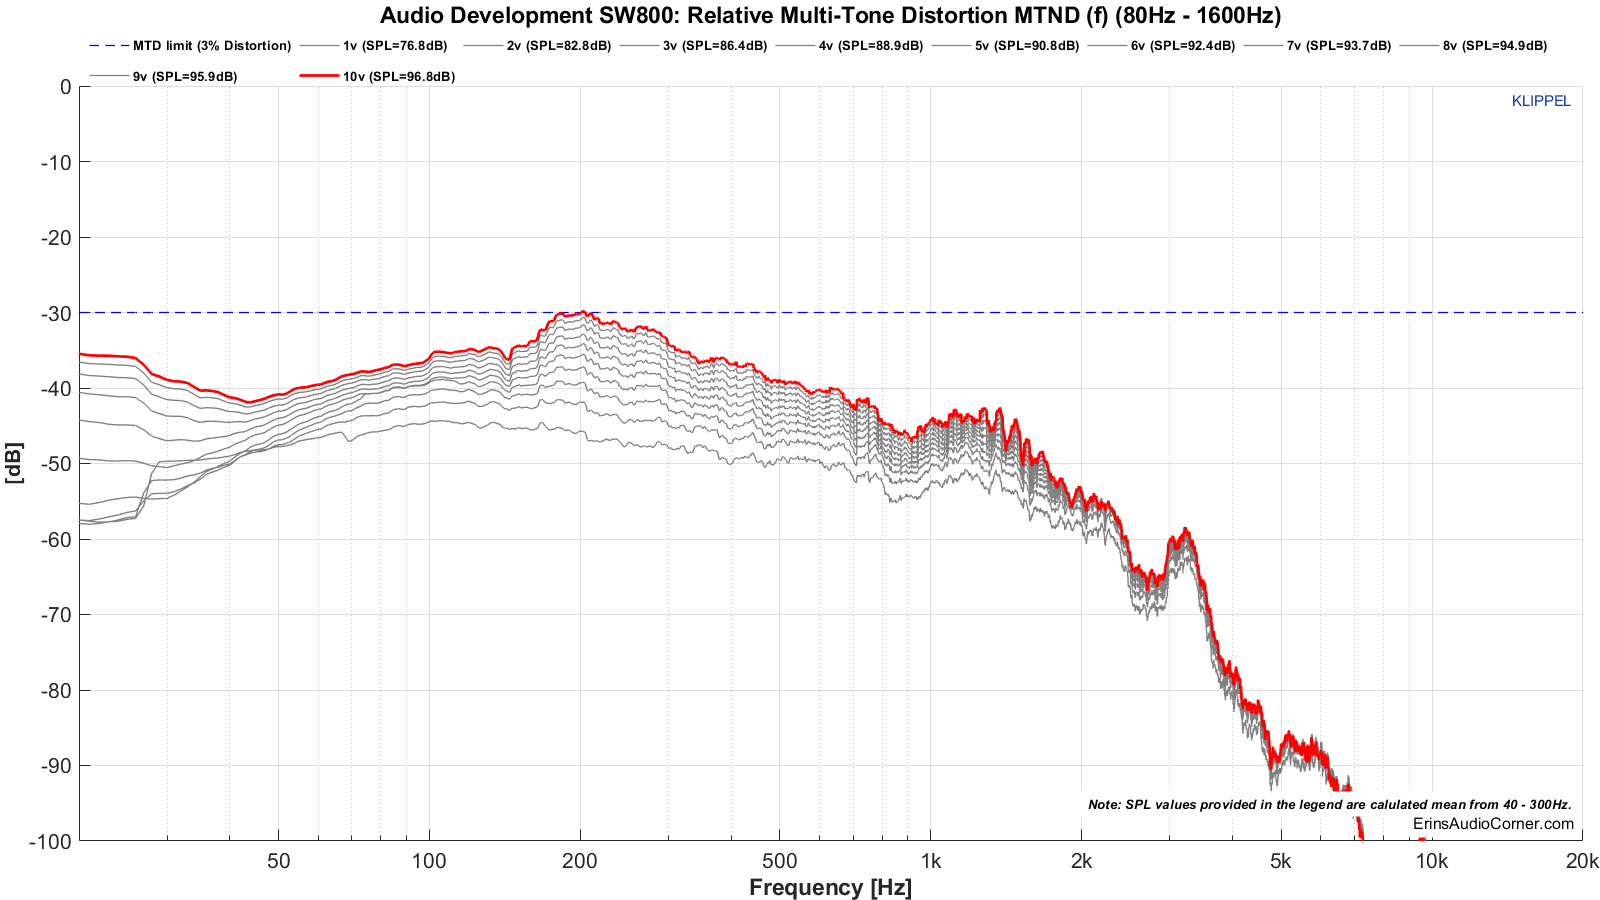 Audio Development SW800: Relative Multi-Tone Distortion MTND (f) (80Hz - 1600Hz)
MTD limit (3% Distortion) 1v (SPL=76.8dB) 2v (SPL=82.8dB) 3v (SPL=86.4dB) 4v (SPL=88.9dB) 5v (SPL=90.8dB) 6v (SPL=92.4dB) 7v (SPL=93.7dB) 8v (SPL=94.9dB)
9v (SPL=95.9dB) 10v (SPL=96.8dB)
KLIPPEL
0
-10
-20
-30
-40
-50
-60
-70
-80
-90
-100
[dB]
Note: SPL values provided in the legend are calulated mean from 40 - 300Hz.
ErinsAudioCorner.com
50 100 200 500 1k 2k 5k 10k 20k
Frequency [Hz]